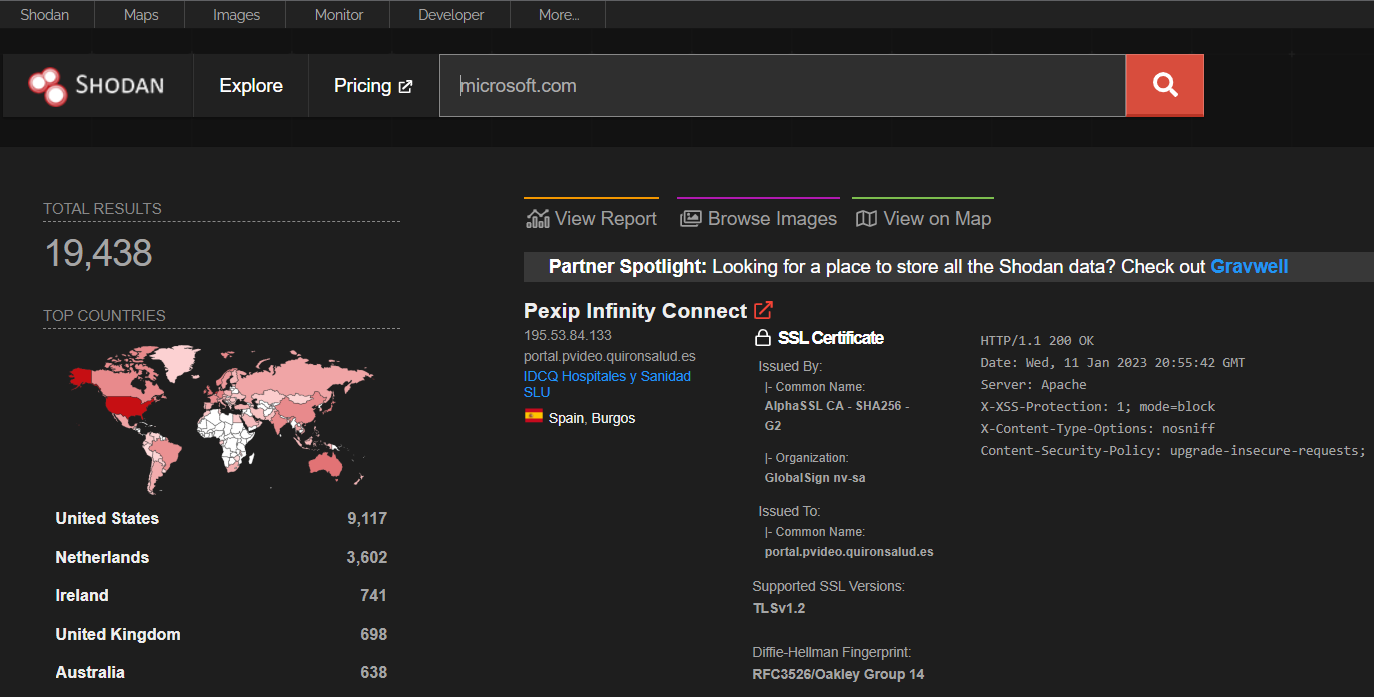 Shodan Maps Images Monitor Developer More...
SHODAN Explore Pricing microsoft.com
TOTAL RESULTS
19,438
TOP COUNTRIES
United States 9,117
Netherlands 3,602
Ireland 741
United Kingdom 698
Australia 638
View Report Browse Images View on Map
Partner Spotlight: Looking for a place to store all the Shodan data? Check out Gravwell
Pexip Infinity Connect
195.53.84.133
portal.pvideo.quironsalud.es
IDCQ Hospitales y Sanidad
SLU
Spain, Burgos
SSL Certificate
Issued By:
|- Common Name:
AlphaSSL CA - SHA256 -
G2
|- Organization:
GlobalSign nv-sa
Issued To:
|- Common Name:
portal.pvideo.quironsalud.es
Supported SSL Versions:
TLSv1.2
Diffie-Hellman Fingerprint:
RFC3526/Oakley Group 14
HTTP/1.1 200 OK
Date: Wed, 11 Jan 2023 20:55:42 GMT
Server: Apache
X-XSS-Protection: 1; mode=block
X-Content-Type-Options: nosniff
Content-Security-Policy: upgrade-insecure-requests;